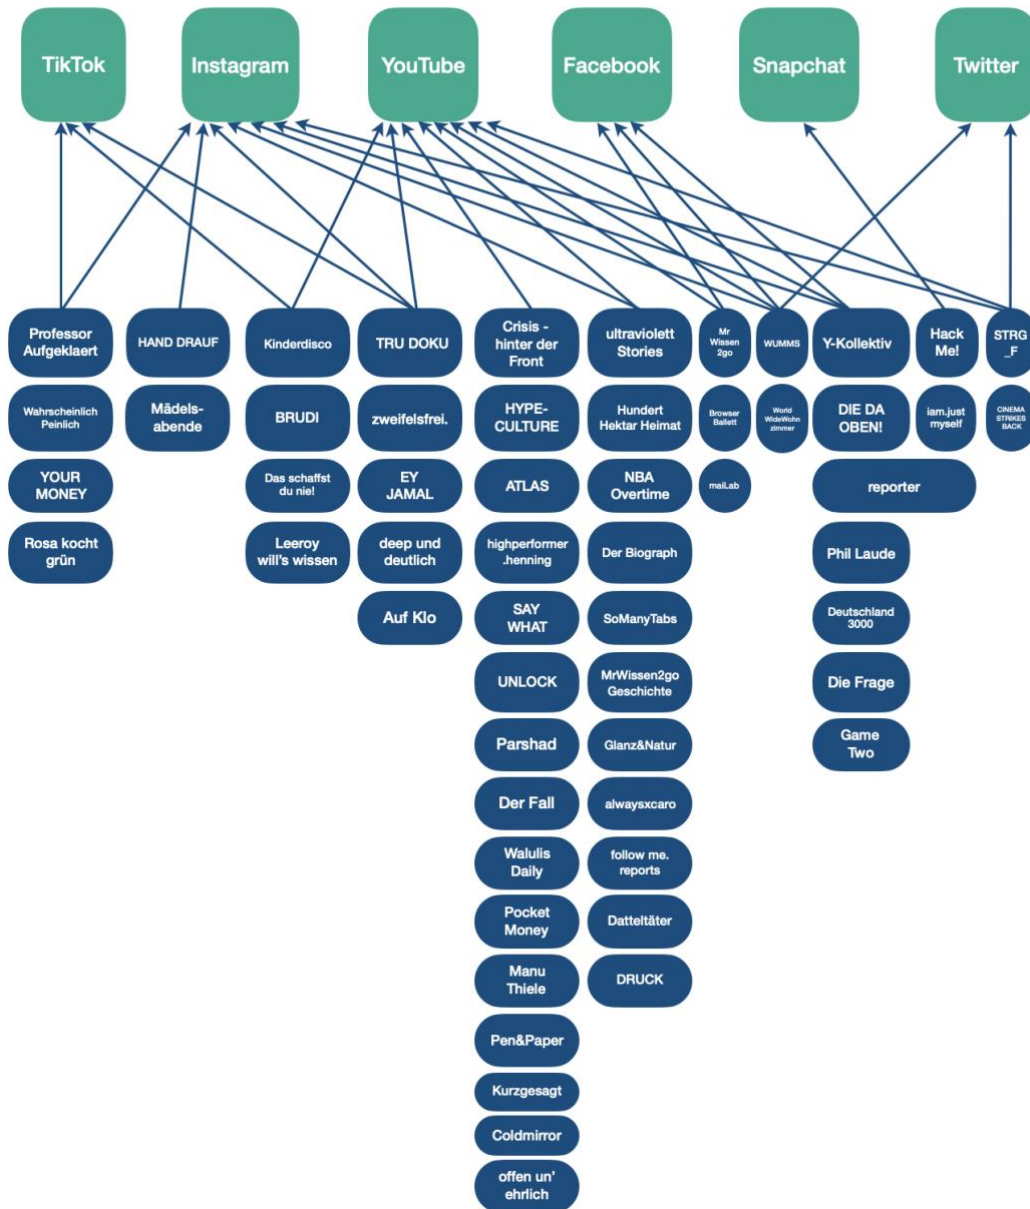 TikTok
Instagram
YouTube
Facebook
Snapchat
Twitter
Professor
Aufgeklaert
HAND DRAUF
Kinderdisco
TRU DOKU
Crisis -
hinter der
Front
ultraviolett
Stories
Mr
Wissen
2go
WUMMS
Y-Kollektiv
Hack
Me!
STRG
_F
Wahrscheinlich
Peinlich
Mädels-
abende
BRUDI
zweifelsfrei.
HYPE-
CULTURE
Hundert
Hektar Heimat
Browser
Ballett
World
WideWohn
zimmer
DIE DA
OBEN!
iam.just
myself
CINEMA
STRIKES
BACK
YOUR
MONEY
Das schaffst
du nie!
EY
JAMAL
ATLAS
NBA
Overtime
maiLab
reporter
Rosa kocht
grün
Leeroy
will's wissen
deep und
deutlich
highperformer
.henning
Der Biograph
Phil Laude
Auf Klo
SAY
WHAT
SoManyTabs
Deutschland
3000
UNLOCK
MrWissen2go
Geschichte
Die Frage
Parshad
Glanz&Natur
Game
Two
Der Fall
alwaysxcaro
Walulis
Daily
follow me.
reports
Pocket
Money
Datteltäter
Manu
Thiele
DRUCK
Pen&Paper
Kurzgesagt
Coldmirror
offen un'
ehrlich